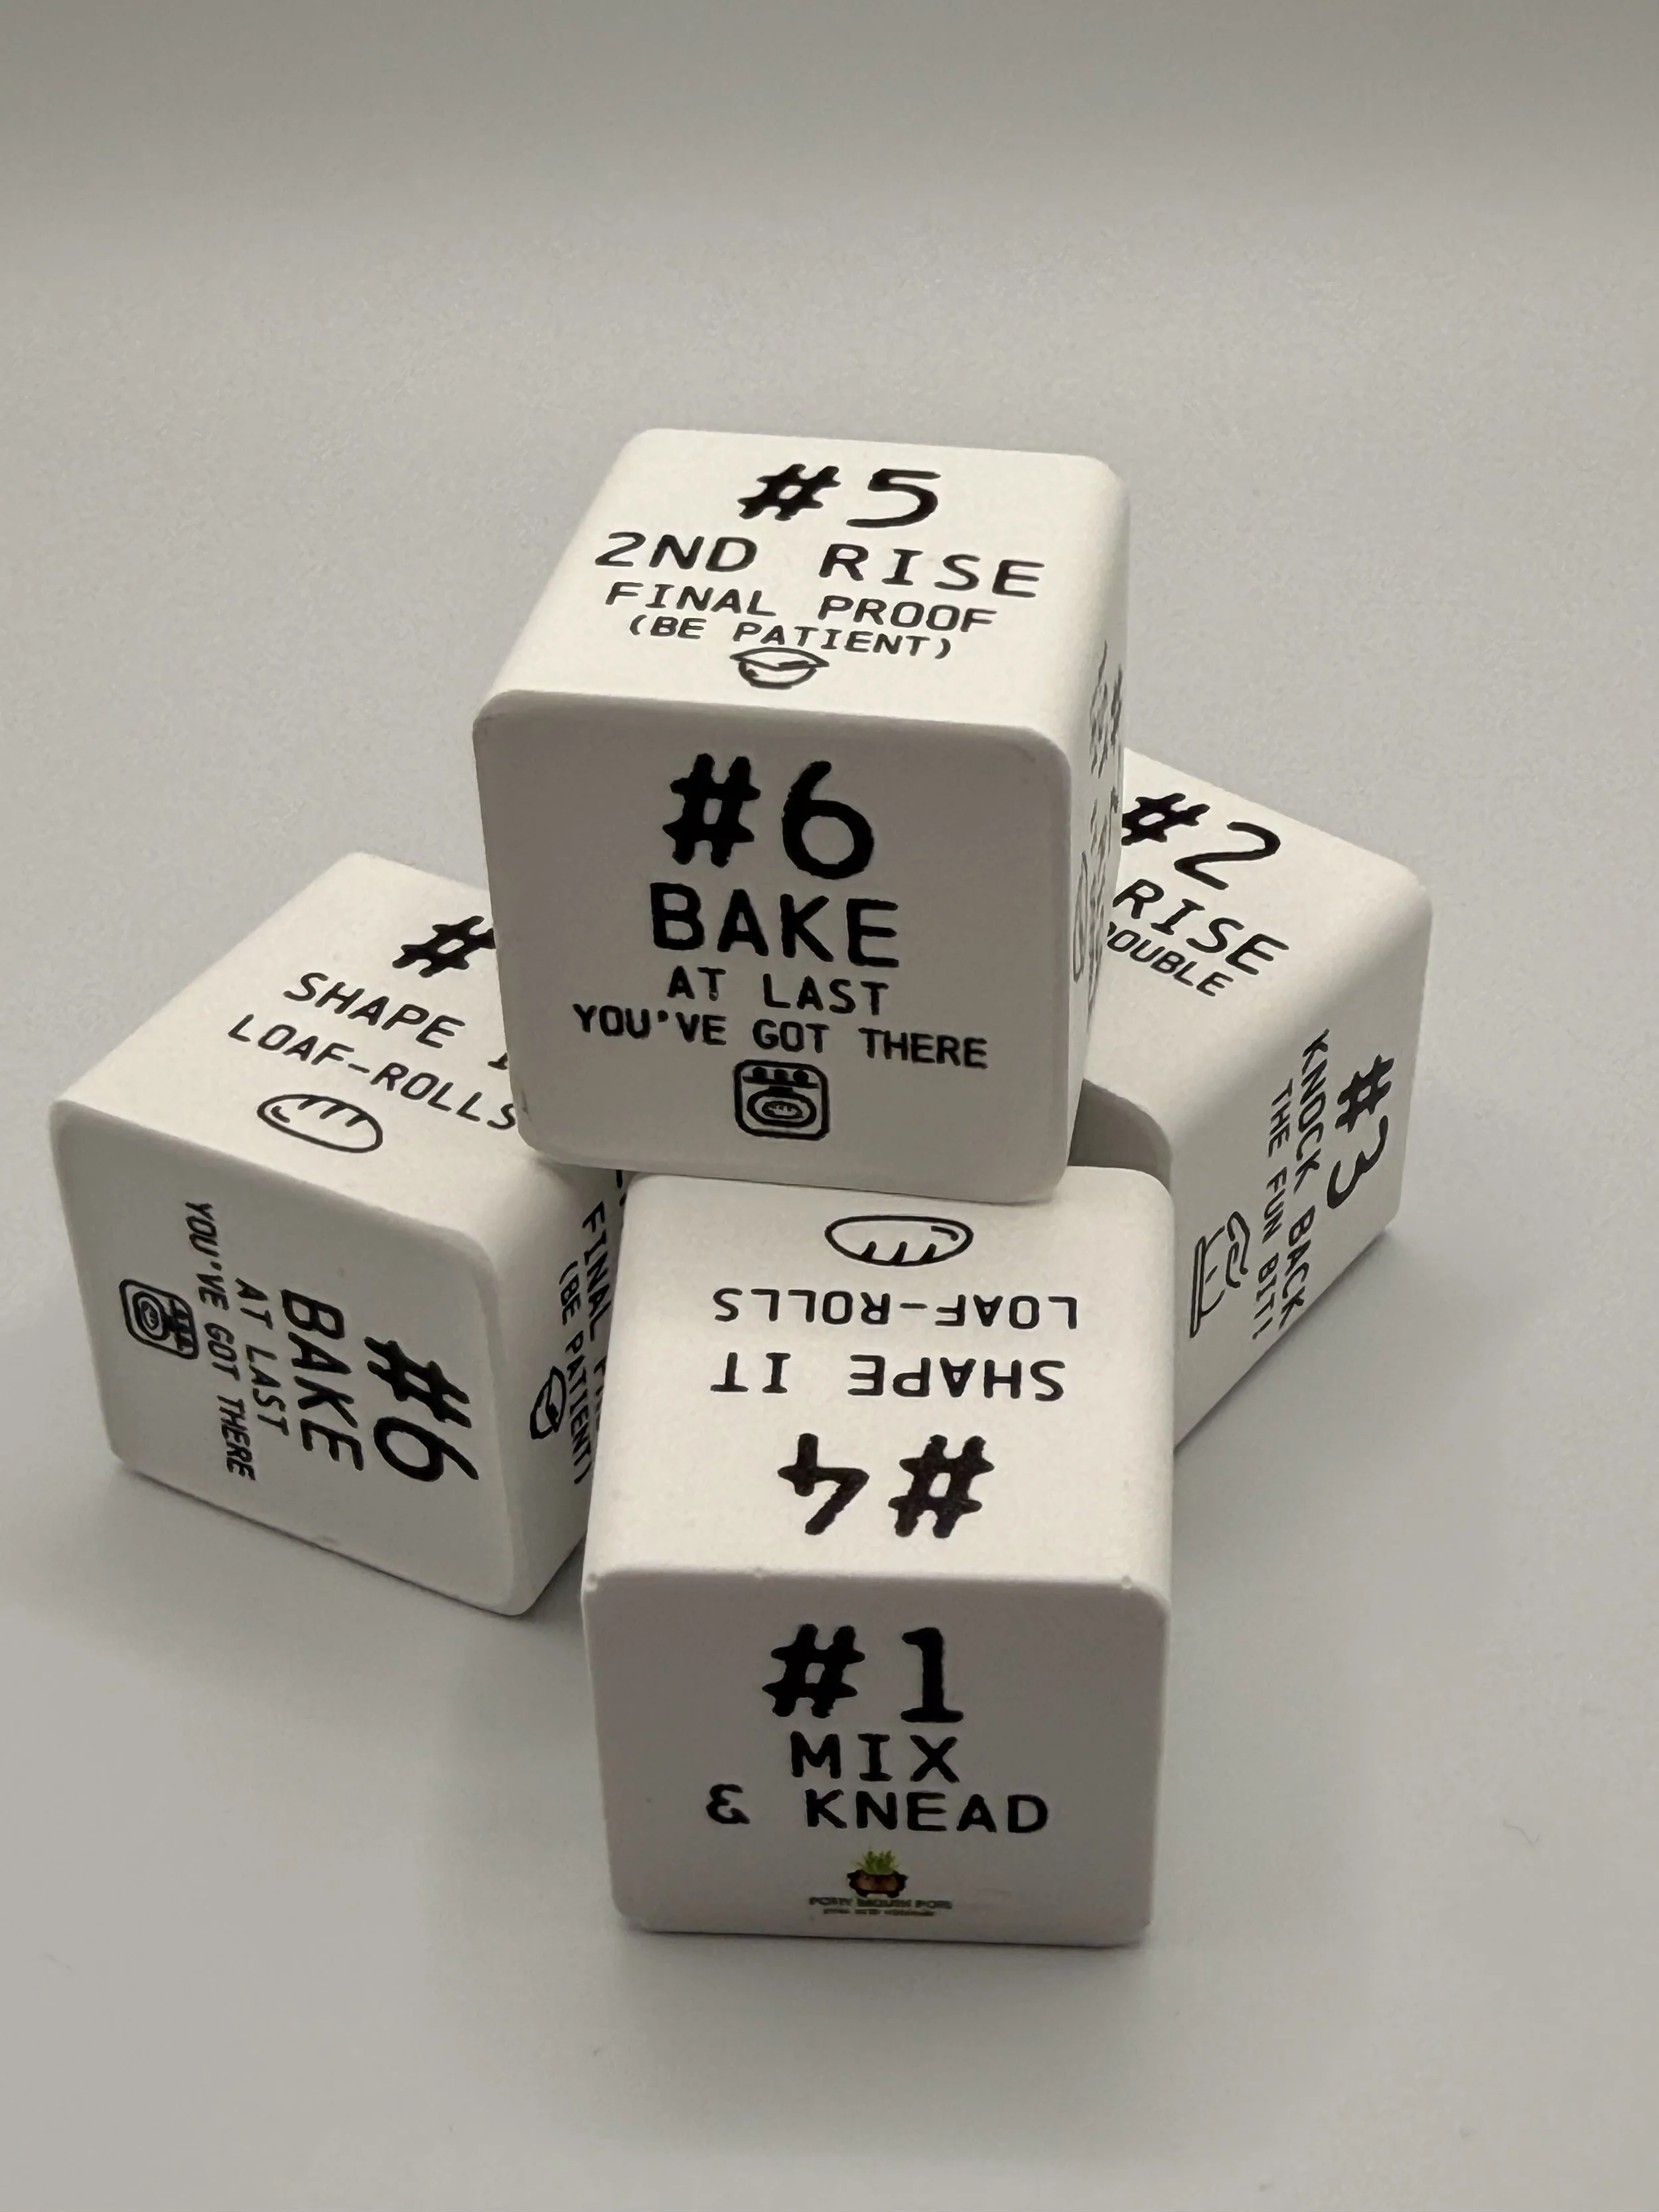 #5
2ND RISE
FINAL PROOF
(BE PATIENT)
#6
BAKE
AT LAST
YOU'VE GOT THERE
#2
RISE
#3
KNOCK BACK
THE FUN BIT!
#
SHAPE
LOAF-ROLLS
#6
BAKE
AT LAST
YOU'VE GOT THERE
FINAL
(BE PATIENT)
#4
SHAPE IT
LOAF-ROLLS
#1
MIX
& KNEAD